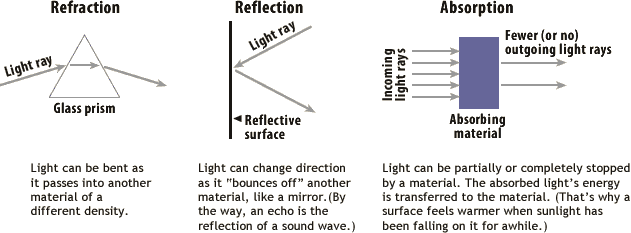 Refraction
Light ray
Glass prism
Light can be bent as
it passes into another
material of a
different density.
Reflection
Light ray
Reflective
surface
Light can change direction
as it “bounces off” another
material, like a mirror.(By
the way, an echo is the
reflection of a sound wave.)
Absorption
Incoming
light rays
Fewer (or no)
outgoing light rays
Absorbing
material
Light can be partially or completely stopped
by a material. The absorbed light’s energy
is transferred to the material. (That’s why a
surface feels warmer when sunlight has
been falling on it for awhile.)